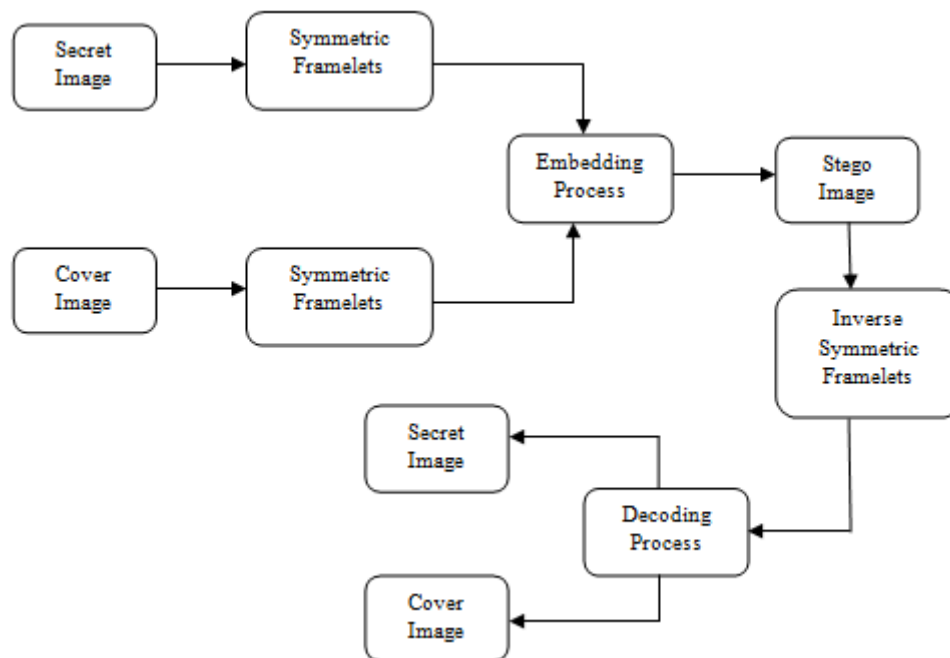 Secret
Image
Symmetric
Framelets
Embedding
Process
Stego
Image
Cover
Image
Symmetric
Framelets
Inverse
Symmetric
Framelets
Secret
Image
Decoding
Process
Cover
Image